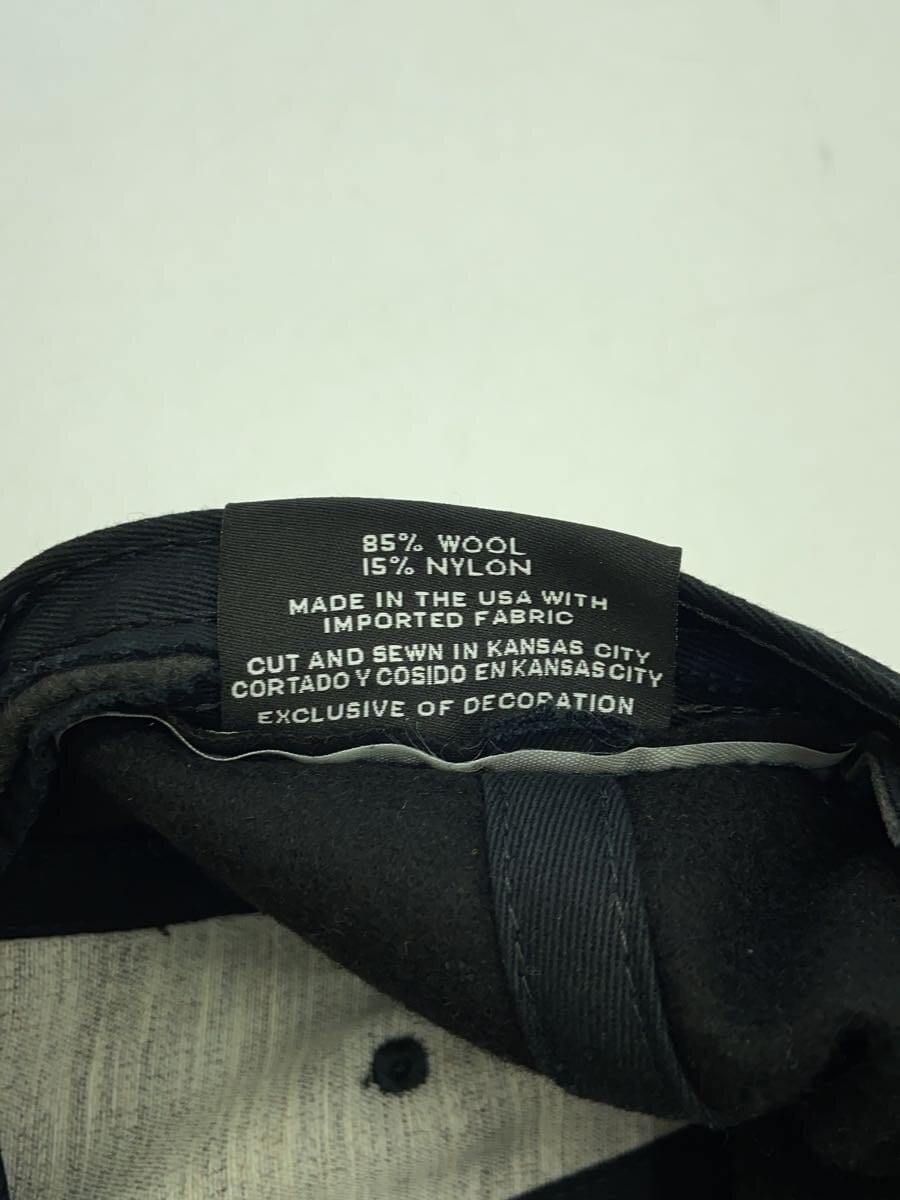 85% WOOL
15% NYLON
MADE IN THE USA WITH
IMPORTED FABRIC
CUT AND SEWN IN KANSAS CITY
CORTADO Y COSIDO EN KANSAS CITY
EXCLUSIVE OF DECORATION